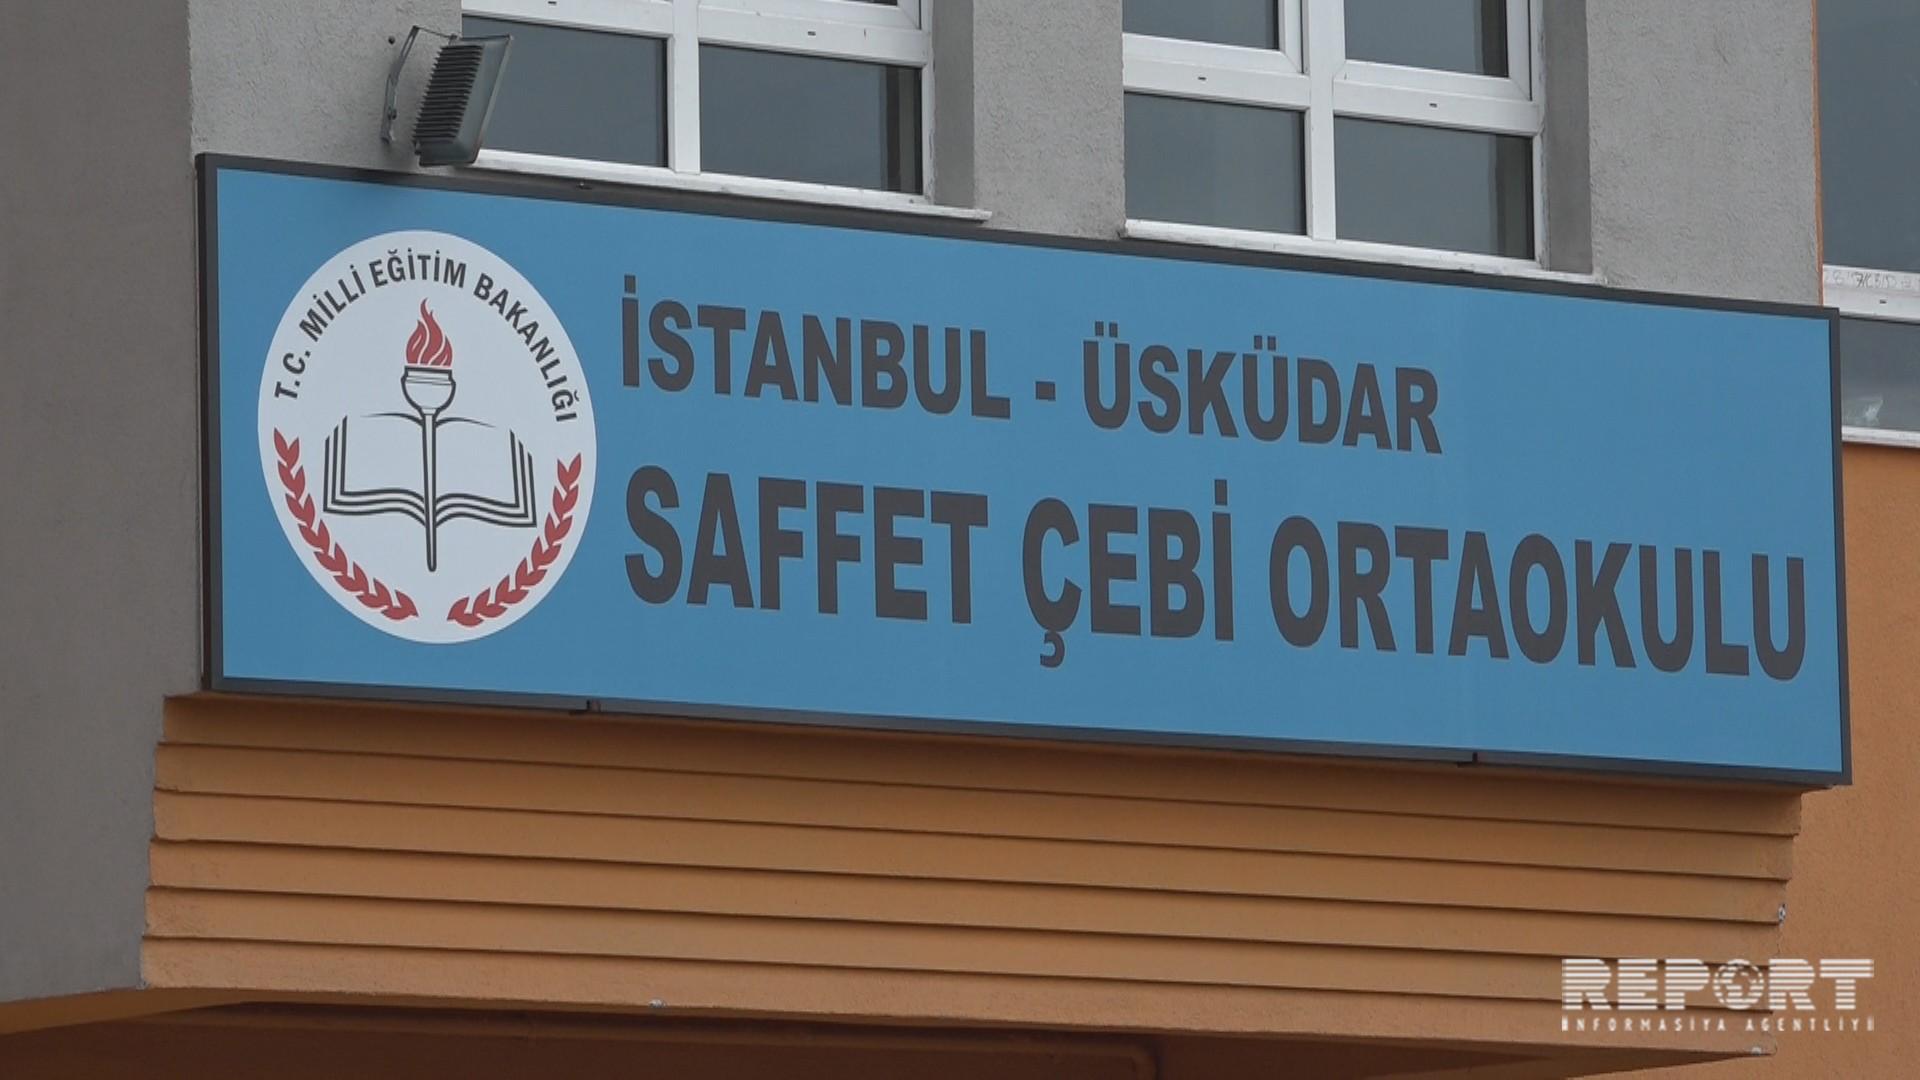 T.C. MİLLİ EĞİTİM BAKANLIĞI
İSTANBUL - ÜSKÜDAR
SAFFET ÇEBİ ORTAOKULU
REPORT
İNFORMASİYA AGENTLİYİ